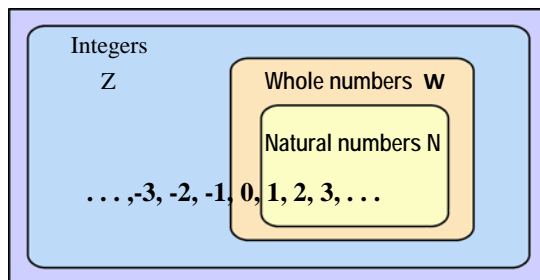 Integers
Z
Whole numbers W
Natural numbers N
. . . ,-3, -2, -1, 0, 1, 2, 3, . . .